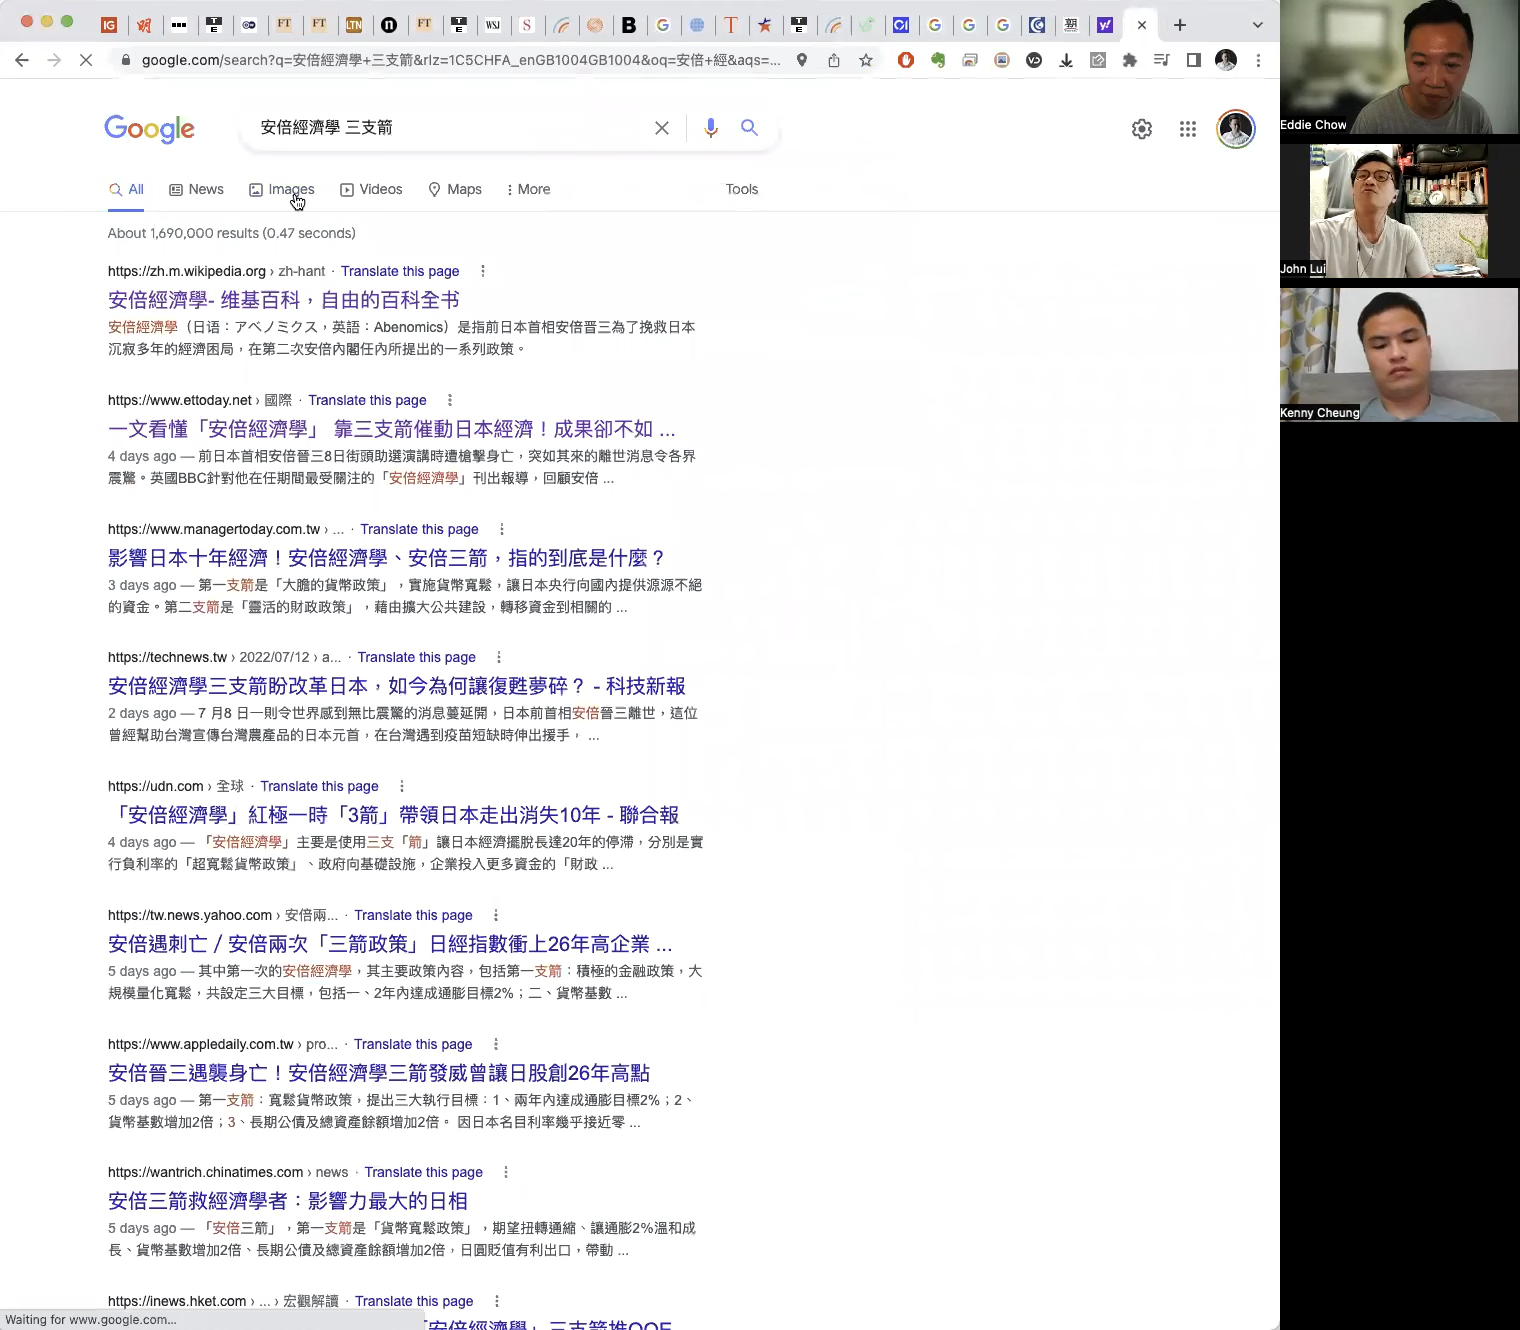 google.com/search?q=安倍經濟學+三支箭&rlz=1C5CHFA_enGB1004GB1004&oq=安倍+經&aqs=...
Google
安倍經濟學 三支箭
All
News
Images
Videos
Maps
More
Tools
About 1,690,000 results (0.47 seconds)
https://zh.m.wikipedia.org › zh-hant · Translate this page
安倍經濟學- 维基百科，自由的百科全书
安倍經濟學（日语：アベノミクス，英語：Abenomics）是指前日本首相安倍晋三為了挽救日本
沉寂多年的經濟困局，在第二次安倍內閣任內所提出的一系列政策。
https://www.ettoday.net › 國際 · Translate this page
一文看懂「安倍經濟學」 靠三支箭催動日本經濟！成果卻不如 ...
4 days ago — 前日本首相安倍晉三8日街頭助選演講時遭槍擊身亡，突如其來的離世消息令各界
震驚。英國BBC針對他在任期間最受關注的「安倍經濟學」刊出報導，回顧安倍 ...
https://www.managertoday.com.tw › ... · Translate this page
影響日本十年經濟！安倍經濟學、安倍三箭，指的到底是什麼？
3 days ago — 第一支箭是「大膽的貨幣政策」，實施貨幣寬鬆，讓日本央行向國內提供源源不絕
的資金。第二支箭是「靈活的財政政策」，藉由擴大公共建設，轉移資金到相關的 ...
https://technews.tw › 2022/07/12 › a... · Translate this page
安倍經濟學三支箭盼改革日本，如今為何讓復甦夢碎？ - 科技新報
2 days ago — 7 月8 日一則令世界感到無比震驚的消息蔓延開，日本前首相安倍晉三離世，這位
曾經幫助台灣宣傳台灣農產品的日本元首，在台灣遇到疫苗短缺時伸出援手， ...
https://udn.com › 全球 · Translate this page
「安倍經濟學」紅極一時「3箭」帶領日本走出消失10年 - 聯合報
4 days ago — 「安倍經濟學」主要是使用三支「箭」讓日本經濟擺脫長達20年的停滯，分別是實
行負利率的「超寬鬆貨幣政策」、政府向基礎設施，企業投入更多資金的「財政 ...
https://tw.news.yahoo.com › 安倍兩... · Translate this page
安倍遇刺亡／安倍兩次「三箭政策」日經指數衝上26年高企業 ...
5 days ago — 其中第一次的安倍經濟學，其主要政策內容，包括第一支箭：積極的金融政策，大
規模量化寬鬆，共設定三大目標，包括一、2年內達成通膨目標2%；二、貨幣基數 ...
https://www.appledaily.com.tw › pro... · Translate this page
安倍晉三遇襲身亡！安倍經濟學三箭發威曾讓日股創26年高點
5 days ago — 第一支箭：寬鬆貨幣政策，提出三大執行目標：1、兩年內達成通膨目標2%；2、
貨幣基數增加2倍；3、長期公債及總資產餘額增加2倍。 因日本名目利率幾乎接近零 ...
https://wantrich.chinatimes.com › news · Translate this page
安倍三箭救經濟學者：影響力最大的日相
5 days ago — 「安倍三箭」，第一支箭是「貨幣寬鬆政策」，期望扭轉通縮、讓通膨2%溫和成
長、貨幣基數增加2倍、長期公債及總資產餘額增加2倍，日圓貶值有利出口，帶動 ...
https://inews.hket.com › ... › 宏觀解讀 · Translate this page
「安倍經濟學」三支箭推QQE
Waiting for www.google.com...
Eddie Chow
John Lui
Kenny Cheung